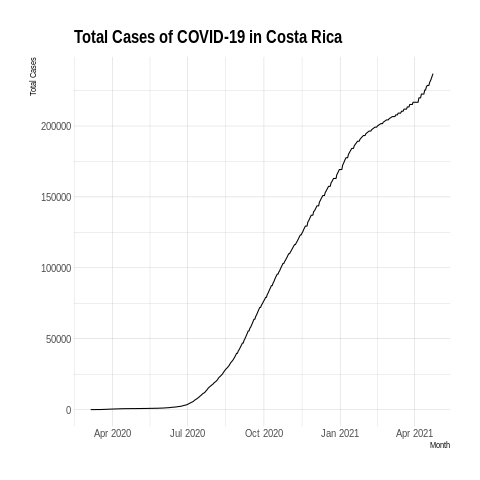 Total Cases of COVID-19 in Costa Rica
Total Cases
200000
150000
100000
50000
0
Apr 2020 Jul 2020 Oct 2020 Jan 2021 Apr 2021
Month